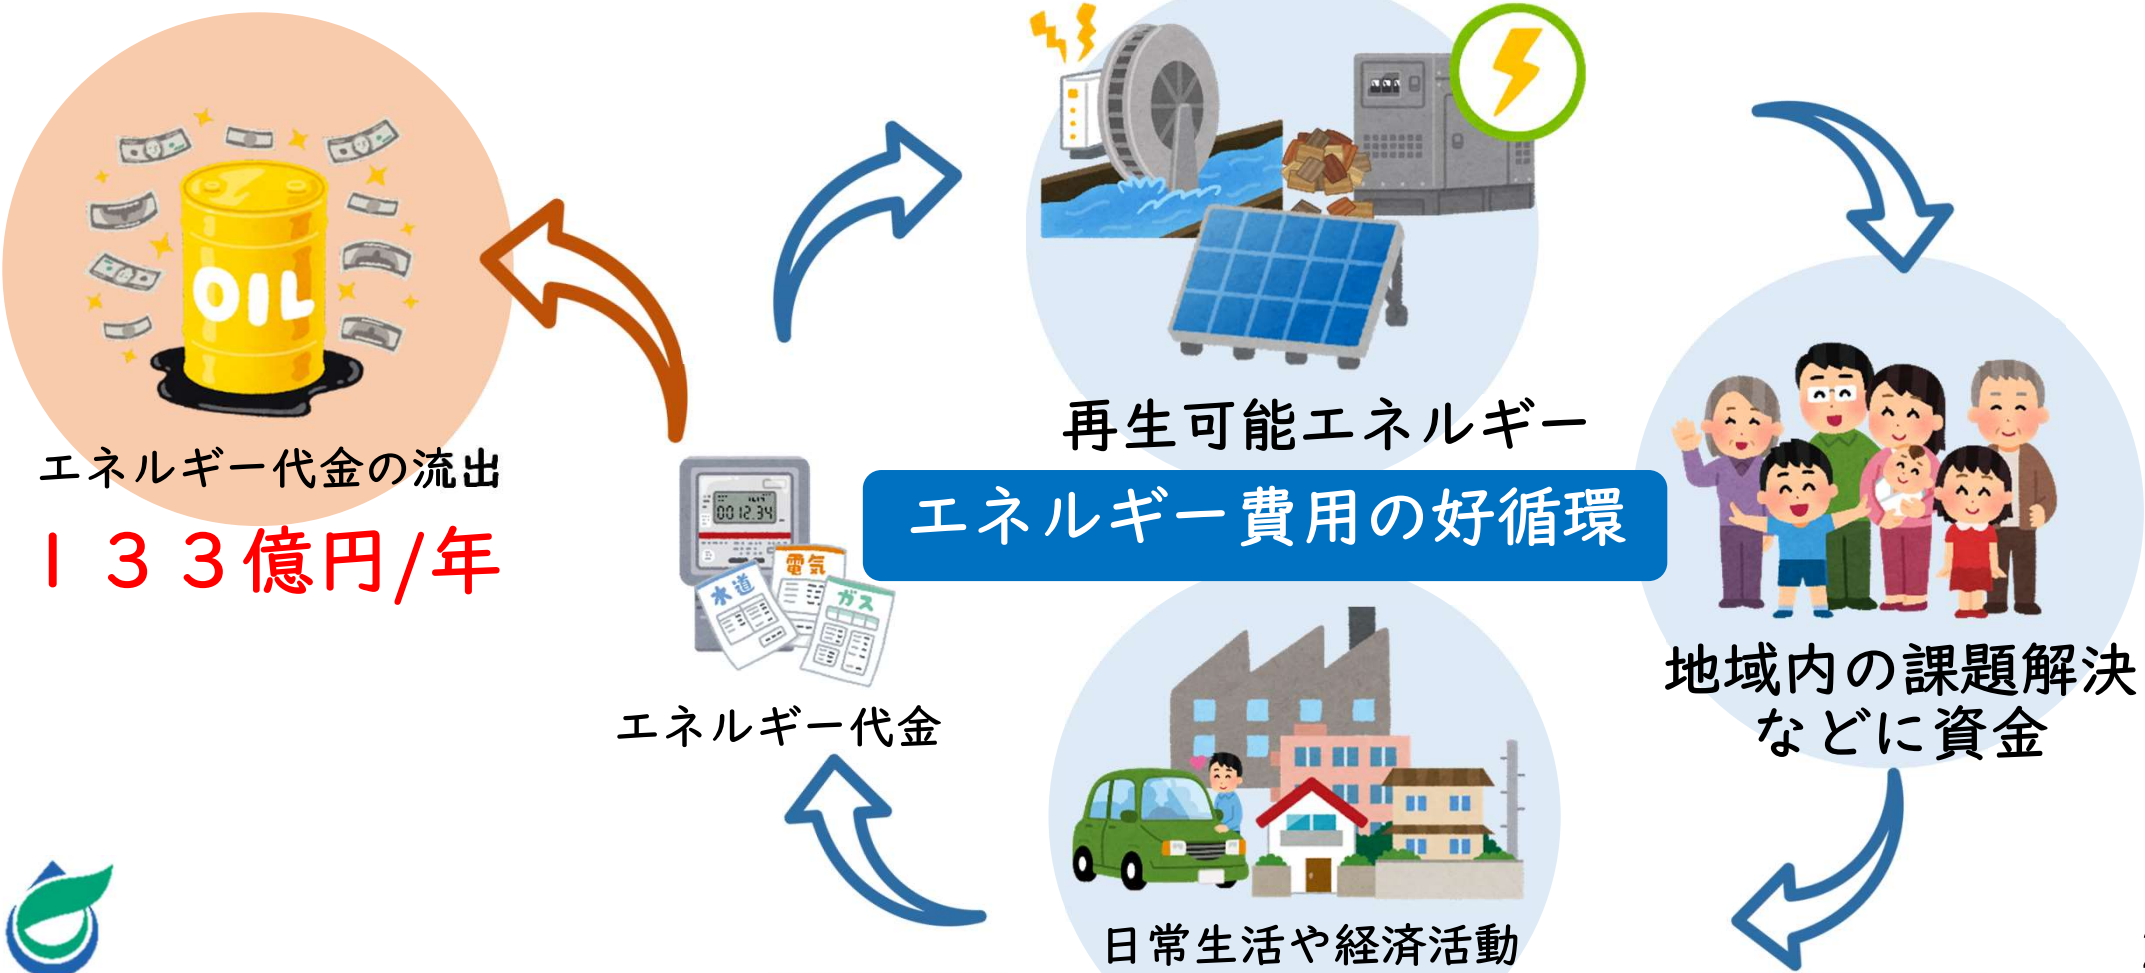 OIL
エネルギー代金の流出
１３３億円/年
再生可能エネルギー
エネルギー費用の好循環
0012.34
水道
電気
ガス
エネルギー代金
地域内の課題解決
などに資金
日常生活や経済活動